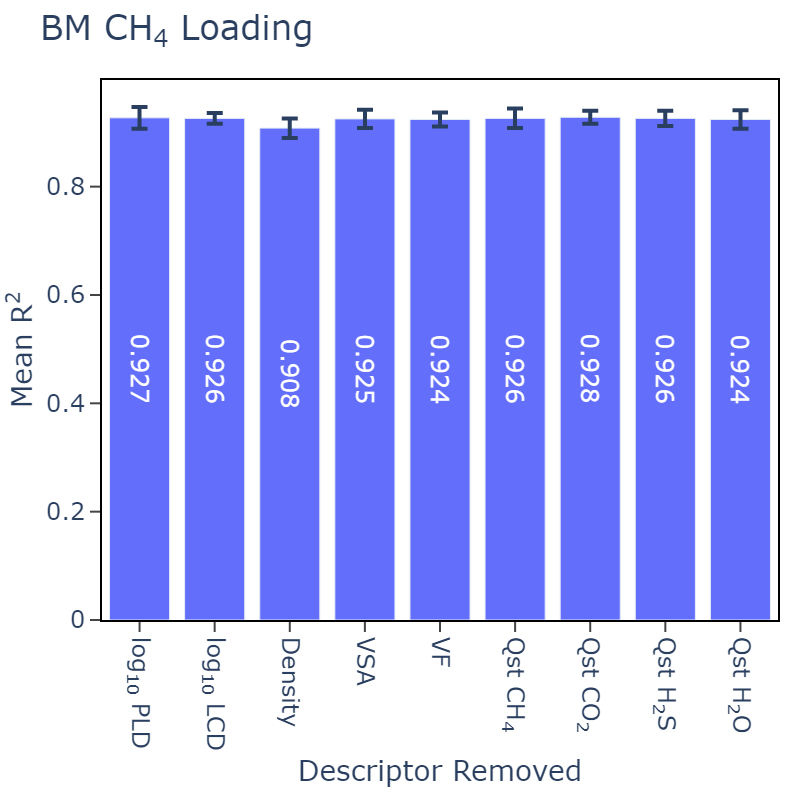 BM CH₄ Loading
Mean R²
0.8
0.6
0.4
0.2
0
0.927
0.926
0.908
0.925
0.924
0.926
0.928
0.926
0.924
log₁₀ PLD
log₁₀ LCD
Density
VSA
VF
Qst CH₄
Qst CO₂
Qst H₂S
Qst H₂O
Descriptor Removed